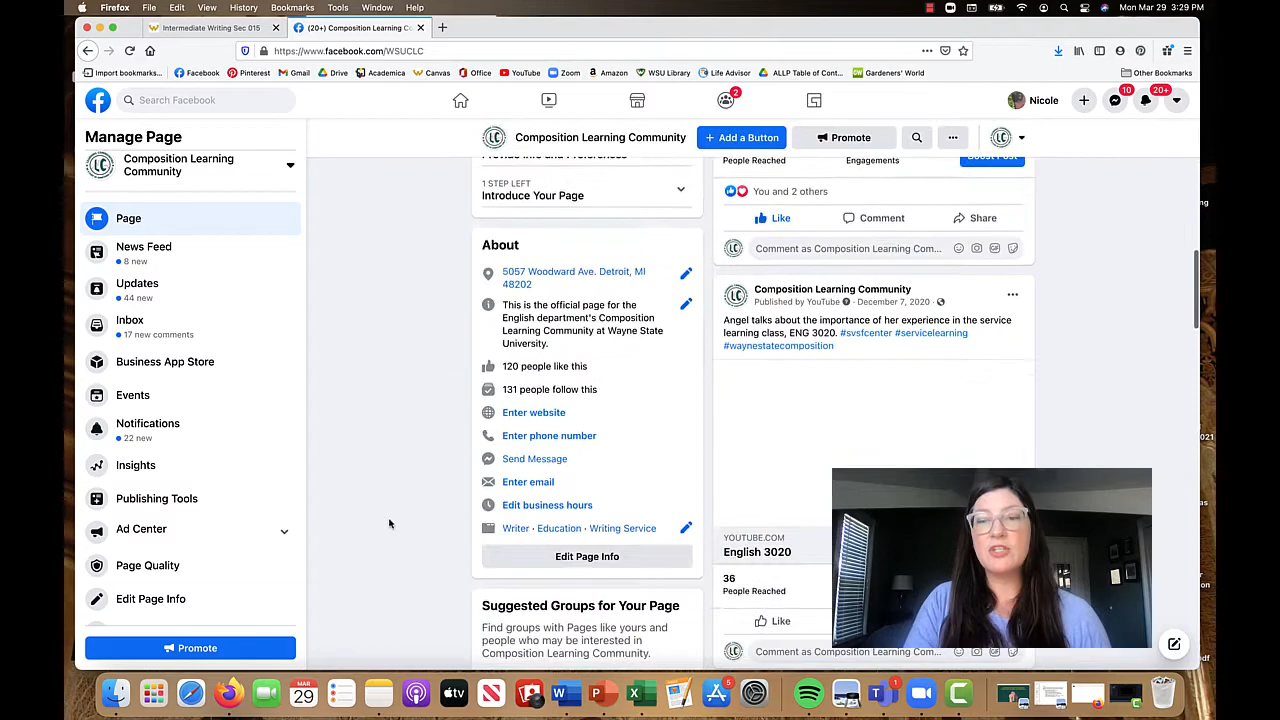 Firefox File Edit View History Bookmarks Tools Window Help Mon Mar 29 3:29 PM
Intermediate Writing Sec 015 (20+) Composition Learning C
https://www.facebook.com/WSUCLC
Import bookmarks... Facebook Pinterest Gmail Drive Academica Canvas Office YouTube Zoom Amazon WSU Library Life Advisor ALLP Table of Cont... Gardeners' World Other Bookmarks
Search Facebook 2 Nicole 10 20+
Manage Page
Composition Learning Community
Add a Button Promote
Composition Learning
Community
Page
News Feed
8 new
Updates
44 new
Inbox
17 new comments
Business App Store
Events
Notifications
22 new
Insights
Publishing Tools
Ad Center
Page Quality
Edit Page Info
Promote
Provide Info and Preferences
1 STEP LEFT
Introduce Your Page
About
5057 Woodward Ave. Detroit, MI
48202
This is the official page for the
English department's Composition
Learning Community at Wayne State
University.
120 people like this
131 people follow this
Enter website
Enter phone number
Send Message
Enter email
Edit business hours
Writer · Education · Writing Service
Edit Page Info
Suggested Groups for Your Page
Find groups with Pages like yours and
people who may be interested in
Composition Learning Community.
People Reached Engagements Boost Post
You and 2 others
Like Comment Share
Comment as Composition Learning Com...
Composition Learning Community
Published by YouTube · December 7, 2020 ·
Angel talks about the importance of her experience in the service
learning class, ENG 3020. #svsfcenter #servicelearning
#waynestatecomposition
YOUTUBE.COM
English 3020
36
People Reached
Like
Comment as Composition Learning Com...